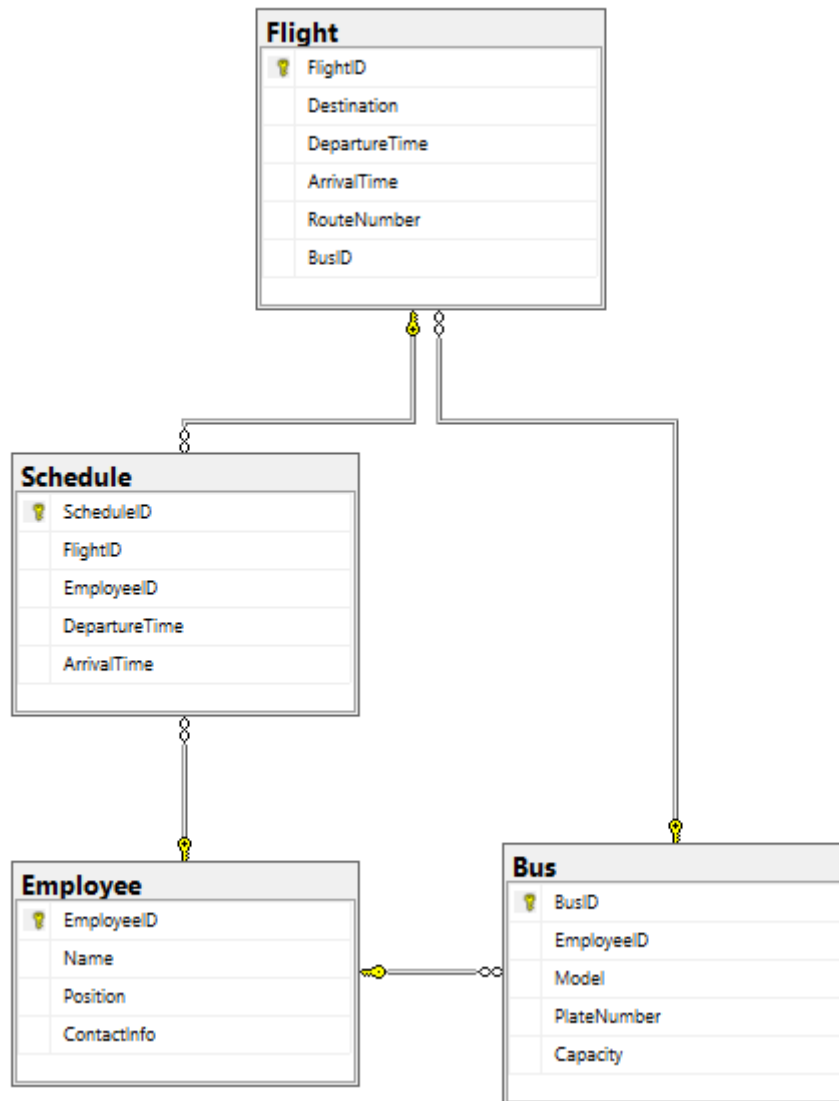 Flight
FlightID
Destination
DepartureTime
ArrivalTime
RouteNumber
BusID
Schedule
ScheduleID
FlightID
EmployeeID
DepartureTime
ArrivalTime
Employee
EmployeeID
Name
Position
ContactInfo
Bus
BusID
EmployeeID
Model
PlateNumber
Capacity